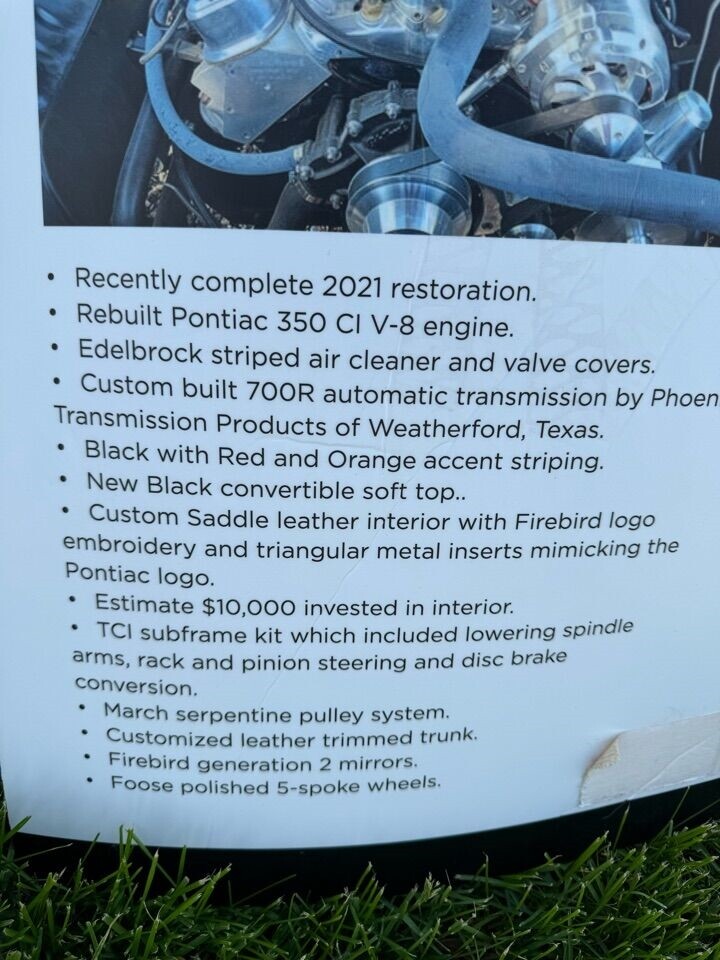 • Recently complete 2021 restoration.
• Rebuilt Pontiac 350 CI V-8 engine.
• Edelbrock striped air cleaner and valve covers.
• Custom built 700R automatic transmission by Phoen
Transmission Products of Weatherford, Texas.
• Black with Red and Orange accent striping.
• New Black convertible soft top..
• Custom Saddle leather interior with Firebird logo
embroidery and triangular metal inserts mimicking the
Pontiac logo.
• Estimate $10,000 invested in interior.
• TCI subframe kit which included lowering spindle
arms, rack and pinion steering and disc brake
conversion.
• March serpentine pulley system.
• Customized leather trimmed trunk.
• Firebird generation 2 mirrors.
• Foose polished 5-spoke wheels.